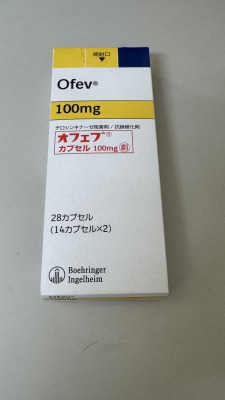 開封口
Ofev®
100mg
チロシンキナーゼ阻害剤/抗線維化剤
オフェブ®
カプセル 100mg 劇
28カプセル
(14カプセル×2)
Boehringer
Ingelheim
Ofev®